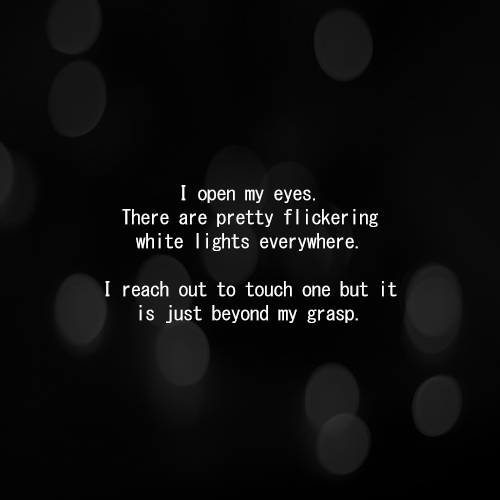 I open my eyes.
There are pretty flickering
white lights everywhere.
I reach out to touch one but it
is just beyond my grasp.